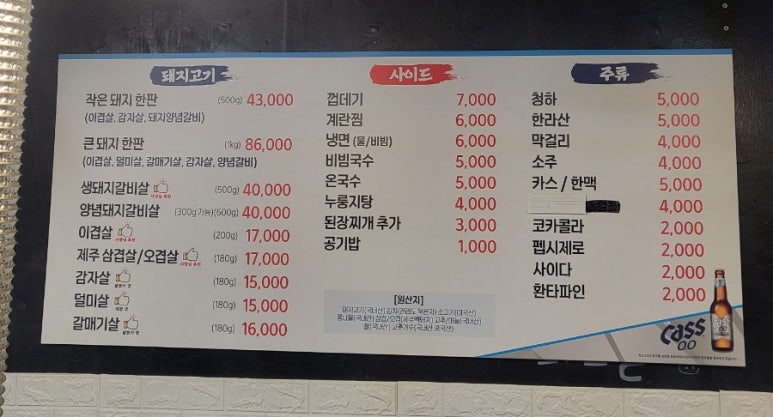 돼지고기
작은 돼지 한판 (500g) 43,000
(이겹살, 감자살, 돼지양념갈비)
큰 돼지 한판 (1kg) 86,000
(이겹살, 덜미살, 갈매기살, 감자살, 양념갈비)
생돼지갈비살 (500g) 40,000
양념돼지갈비살 (300g 가능)(600g) 40,000
이겹살 (200g) 17,000
제주 삼겹살/오겹살 (180g) 17,000
감자살 (180g) 15,000
덜미살 (180g) 15,000
갈매기살 (180g) 16,000
사이드
껍데기 7,000
계란찜 6,000
냉면 (물/비빔) 6,000
비빔국수 5,000
온국수 5,000
누룽지탕 4,000
된장찌개 추가 3,000
공기밥 1,000
[원산지]
주류
청하 5,000
한라산 5,000
막걸리 4,000
소주 4,000
카스 / 한맥 5,000
4,000
코카콜라 2,000
펩시제로 2,000
사이다 2,000
환타파인 2,000
cass